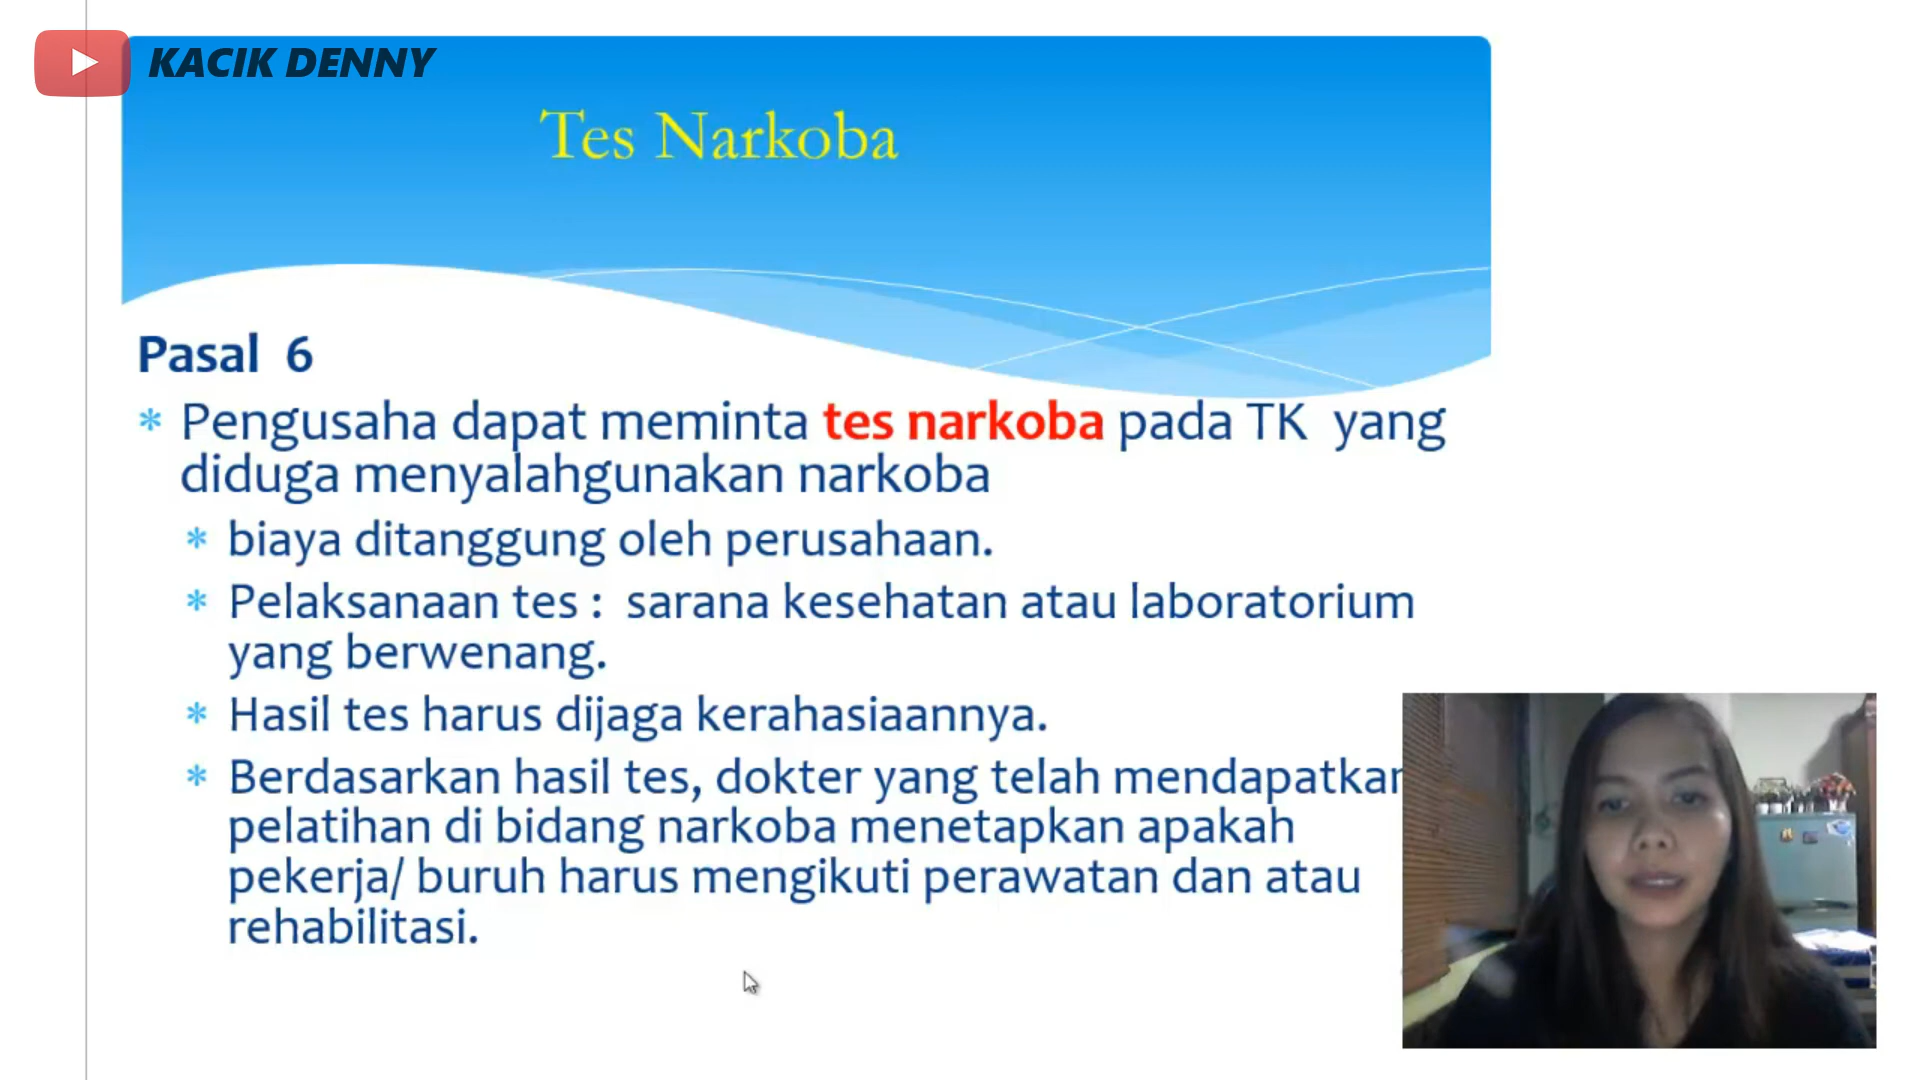 KACIK DENNY
Tes Narkoba
Pasal 6
* Pengusaha dapat meminta tes narkoba pada TK yang
diduga menyalahgunakan narkoba
* biaya ditanggung oleh perusahaan.
* Pelaksanaan tes : sarana kesehatan atau laboratorium
yang berwenang.
* Hasil tes harus dijaga kerahasiaannya.
* Berdasarkan hasil tes, dokter yang telah mendapatkan
pelatihan di bidang narkoba menetapkan apakah
pekerja/ buruh harus mengikuti perawatan dan atau
rehabilitasi.